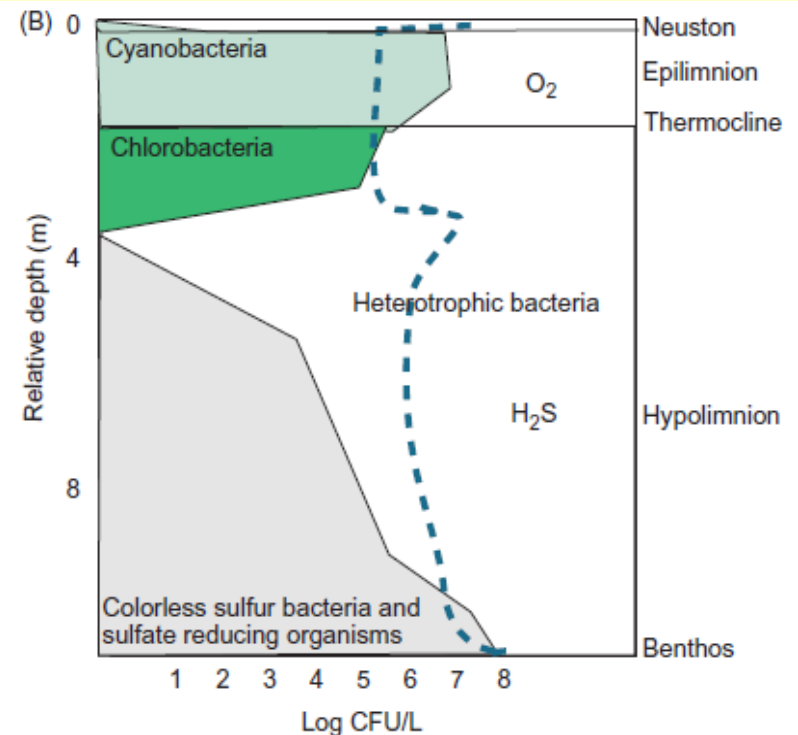 (B)
0
Neuston
Cyanobacteria
Epilimnion
O2
Thermocline
Chlorobacteria
Relative depth (m)
4
Heterotrophic bacteria
H2S
Hypolimnion
8
Colorless sulfur bacteria and
sulfate reducing organisms
Benthos
1 2 3 4 5 6 7 8
Log CFU/L